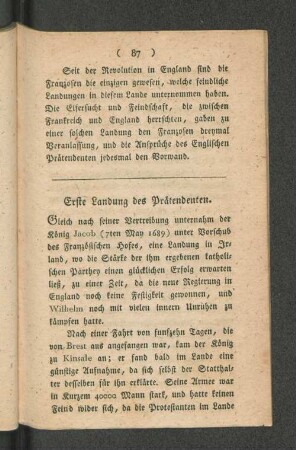 ( 87 )
Seit der Revolution in England sind die
Franzosen die einzigen gewesen, welche feindliche
Landungen in diesem Lande unternommen haben.
Die Eifersucht und Feindschaft, die zwischen
Frankreich und England herrschten, gaben zu
einer solchen Landung den Franzosen dreymal
Veranlassung, und die Ansprüche des Englischen
Prätendenten jedesmal den Vorwand.
Erste Landung des Prätendenten.
Gleich nach seiner Vertreibung unternahm der
König Jacob (7ten May 1689) unter Vorschub
des Französischen Hofes, eine Landung in Ir-
land, wo die Stärke der ihm ergebenen katholi-
schen Parthey einen glücklichen Erfolg erwarten
ließ, zu einer Zeit, da die neue Regierung in
England noch keine Festigkeit gewonnen, und
Wilhelm noch mit vielen innern Unruhen zu
kämpfen hatte.
Nach einer Fahrt von funfzehn Tagen, die
von Brest aus angefangen war, kam der König
zu Kinsale an; er fand bald im Lande eine
günstige Aufnahme, da sich selbst der Statthal-
ter desselben für ihn erklärte. Seine Armee war
in Kurzem 40000 Mann stark, und hatte keinen
Feind wider sich, da die Protestanten im Lande